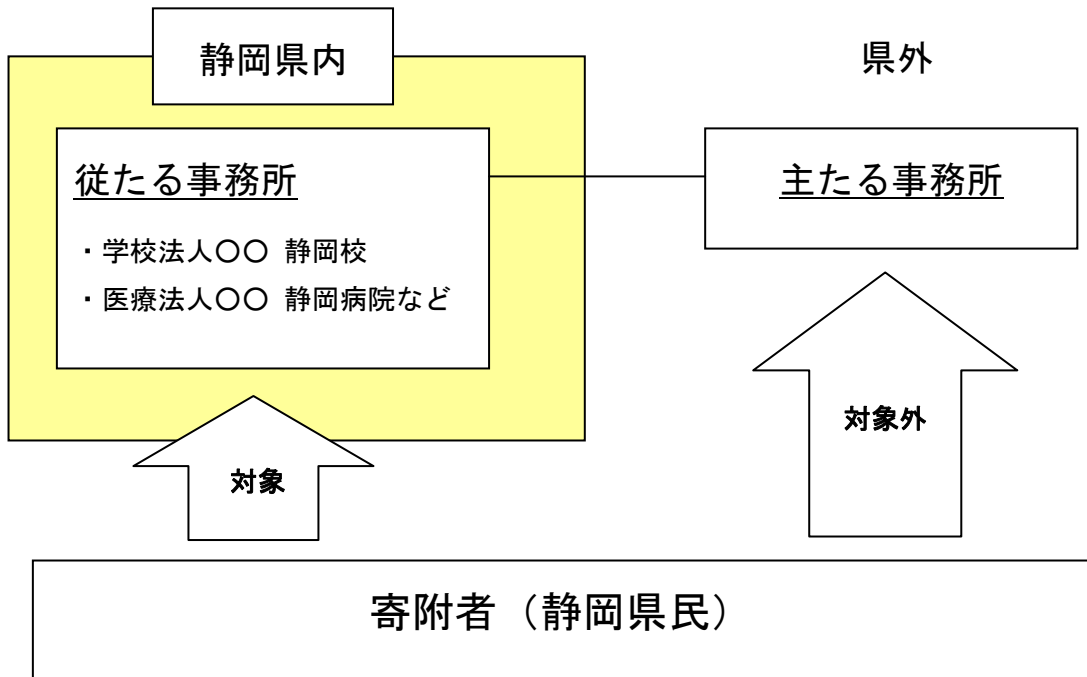 静岡県内
県外
従たる事務所
・学校法人〇〇 静岡校
・医療法人〇〇 静岡病院など
主たる事務所
対象
対象外
寄附者（静岡県民）